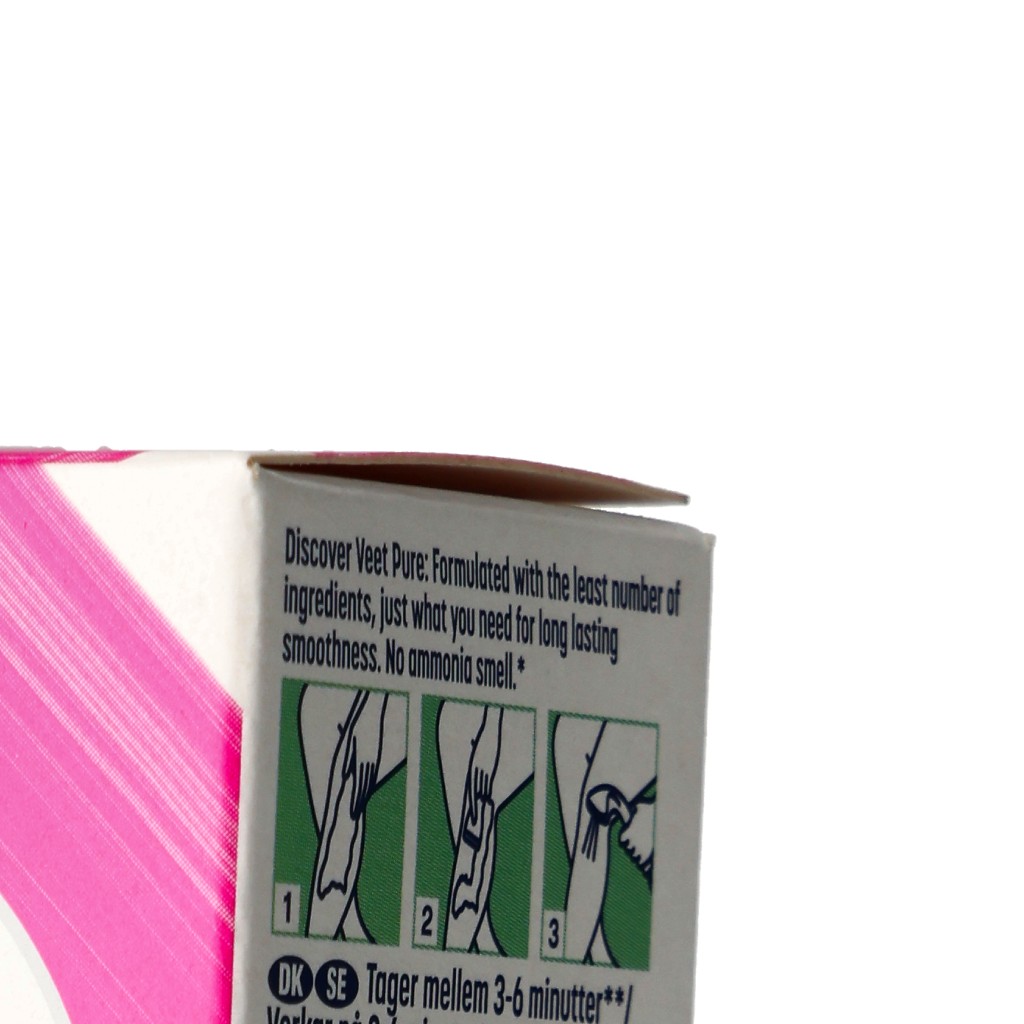 Discover Veet Pure: Formulated with the least number of
ingredients, just what you need for long lasting
smoothness. No ammonia smell.*
1
2
3
DK SE Tager mellem 3-6 minutter**/